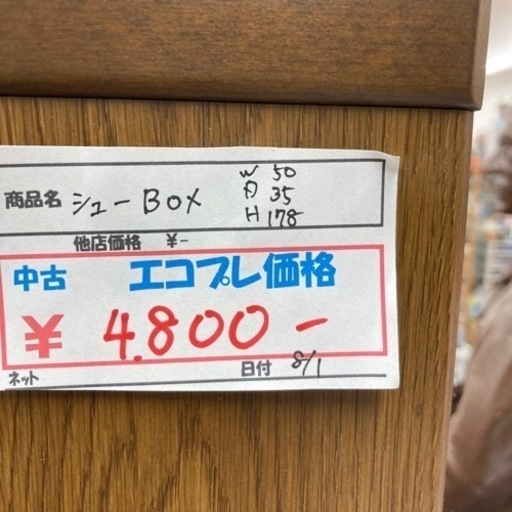 商品名 シューBOX
W 50
D 35
H 178
他店価格 ¥-
中古 エコプレ価格
¥ 4.800-
ネット 日付 8/1